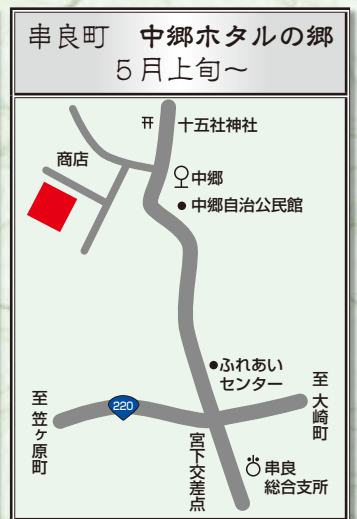 串良町　中郷ホタルの郷
５月上旬～
十五社神社
商店
中郷
中郷自治公民館
ふれあい
センター
至 大崎町
220
至 笠ヶ原町
宮下交差点
串良
総合支所